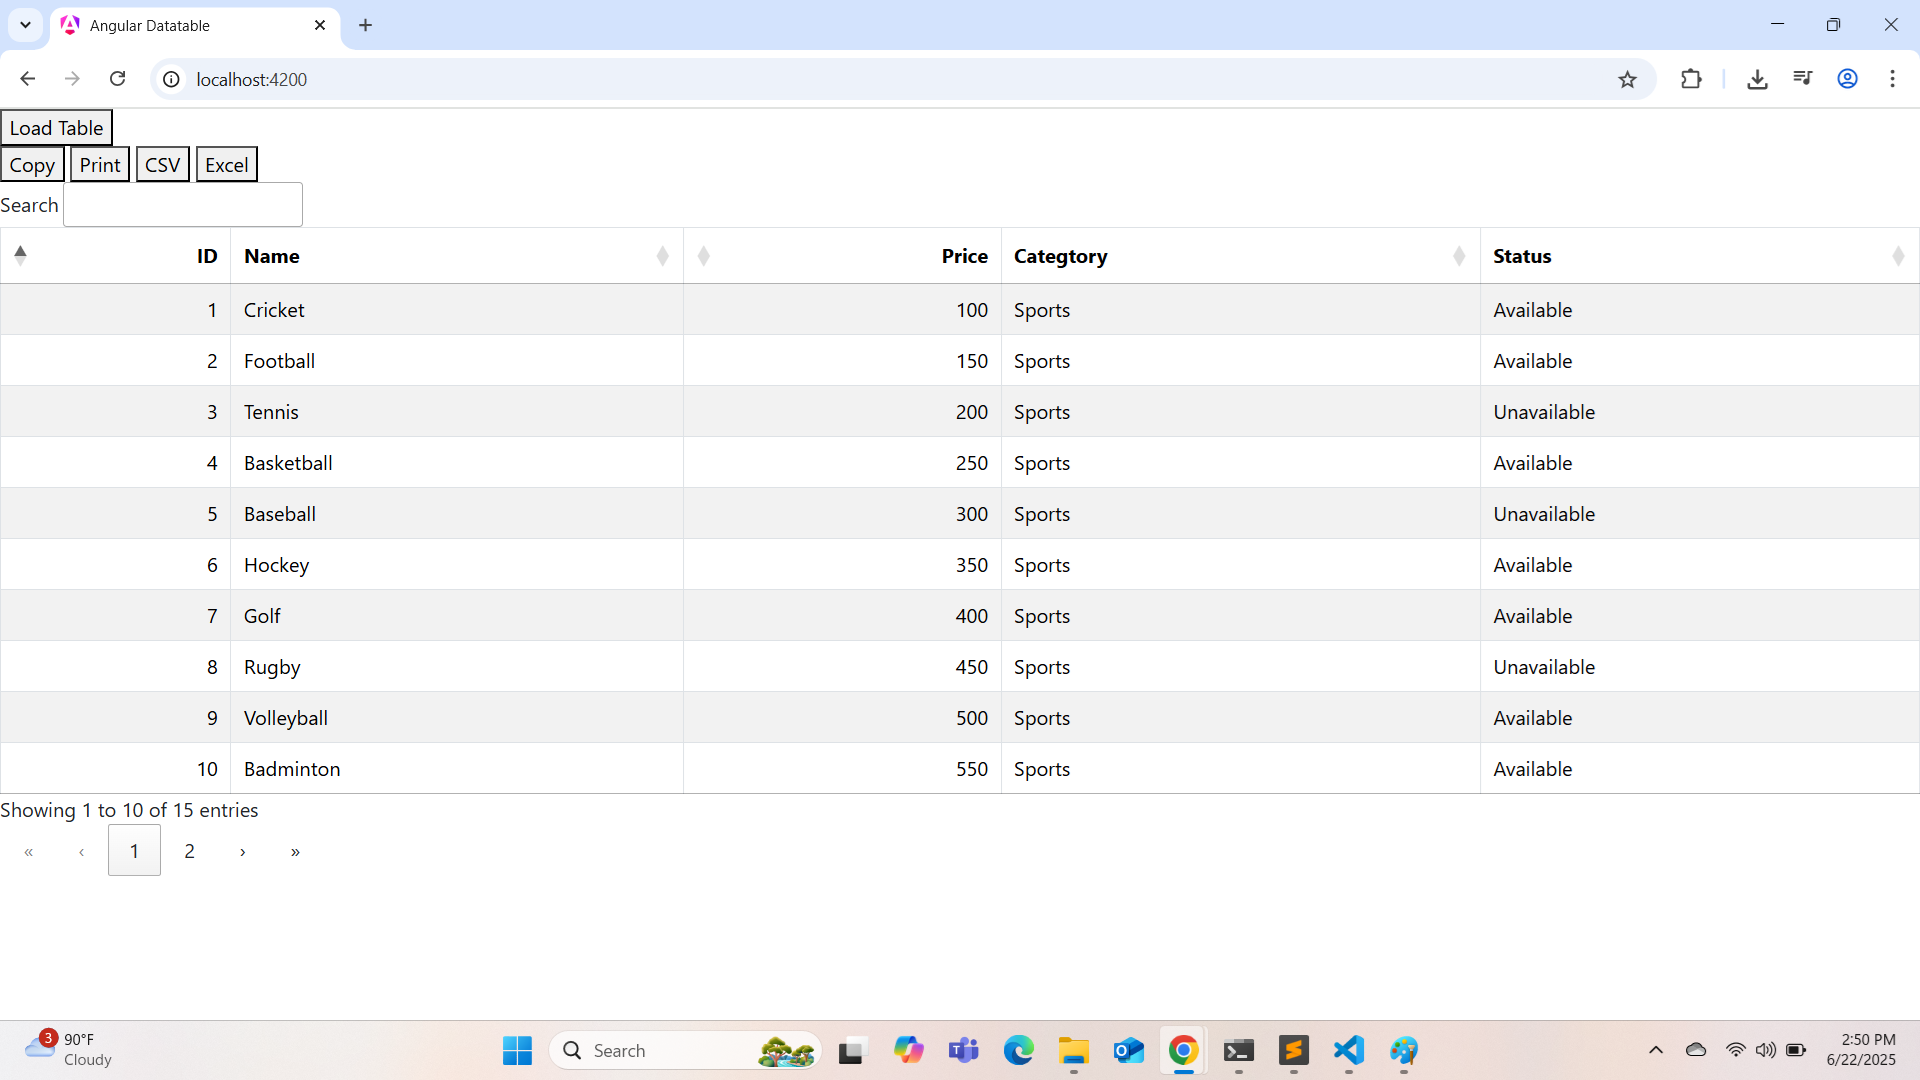 Angular Datatable
localhost:4200
Load Table
Copy Print CSV Excel
Search
ID Name Price Categtory Status
1 Cricket 100 Sports Available
2 Football 150 Sports Available
3 Tennis 200 Sports Unavailable
4 Basketball 250 Sports Available
5 Baseball 300 Sports Unavailable
6 Hockey 350 Sports Available
7 Golf 400 Sports Available
8 Rugby 450 Sports Unavailable
9 Volleyball 500 Sports Available
10 Badminton 550 Sports Available
Showing 1 to 10 of 15 entries
« ‹ 1 2 › »
3 90°F
Cloudy
Search
2:50 PM
6/22/2025